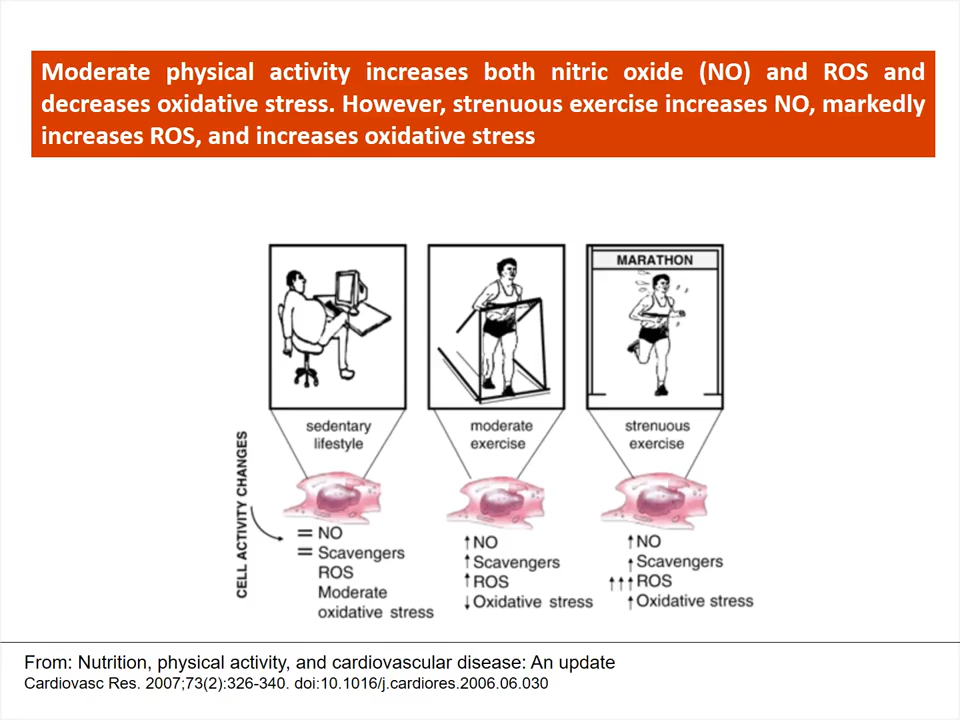 Moderate physical activity increases both nitric oxide (NO) and ROS and
decreases oxidative stress. However, strenuous exercise increases NO, markedly
increases ROS, and increases oxidative stress
MARATHON
sedentary
lifestyle
moderate
exercise
strenuous
exercise
CELL ACTIVITY CHANGES
= NO
= Scavengers
ROS
Moderate
oxidative stress
↑NO
↑Scavengers
↑ROS
↓Oxidative stress
↑NO
↑Scavengers
↑↑↑ROS
↑Oxidative stress
From: Nutrition, physical activity, and cardiovascular disease: An update
Cardiovasc Res. 2007;73(2):326-340. doi:10.1016/j.cardiores.2006.06.030